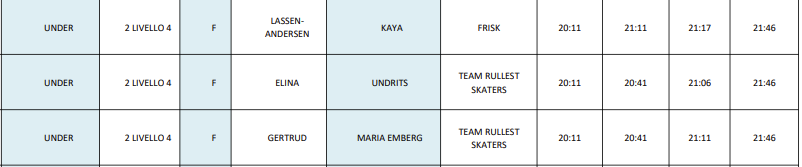 UNDER 2 LIVELLO 4 F LASSEN-
ANDERSEN KAYA FRISK 20:11 21:11 21:17 21:46
UNDER 2 LIVELLO 4 F ELINA UNDRITS TEAM RULLEST
SKATERS 20:11 20:41 21:06 21:46
UNDER 2 LIVELLO 4 F GERTRUD MARIA EMBERG TEAM RULLEST
SKATERS 20:11 20:41 21:11 21:46